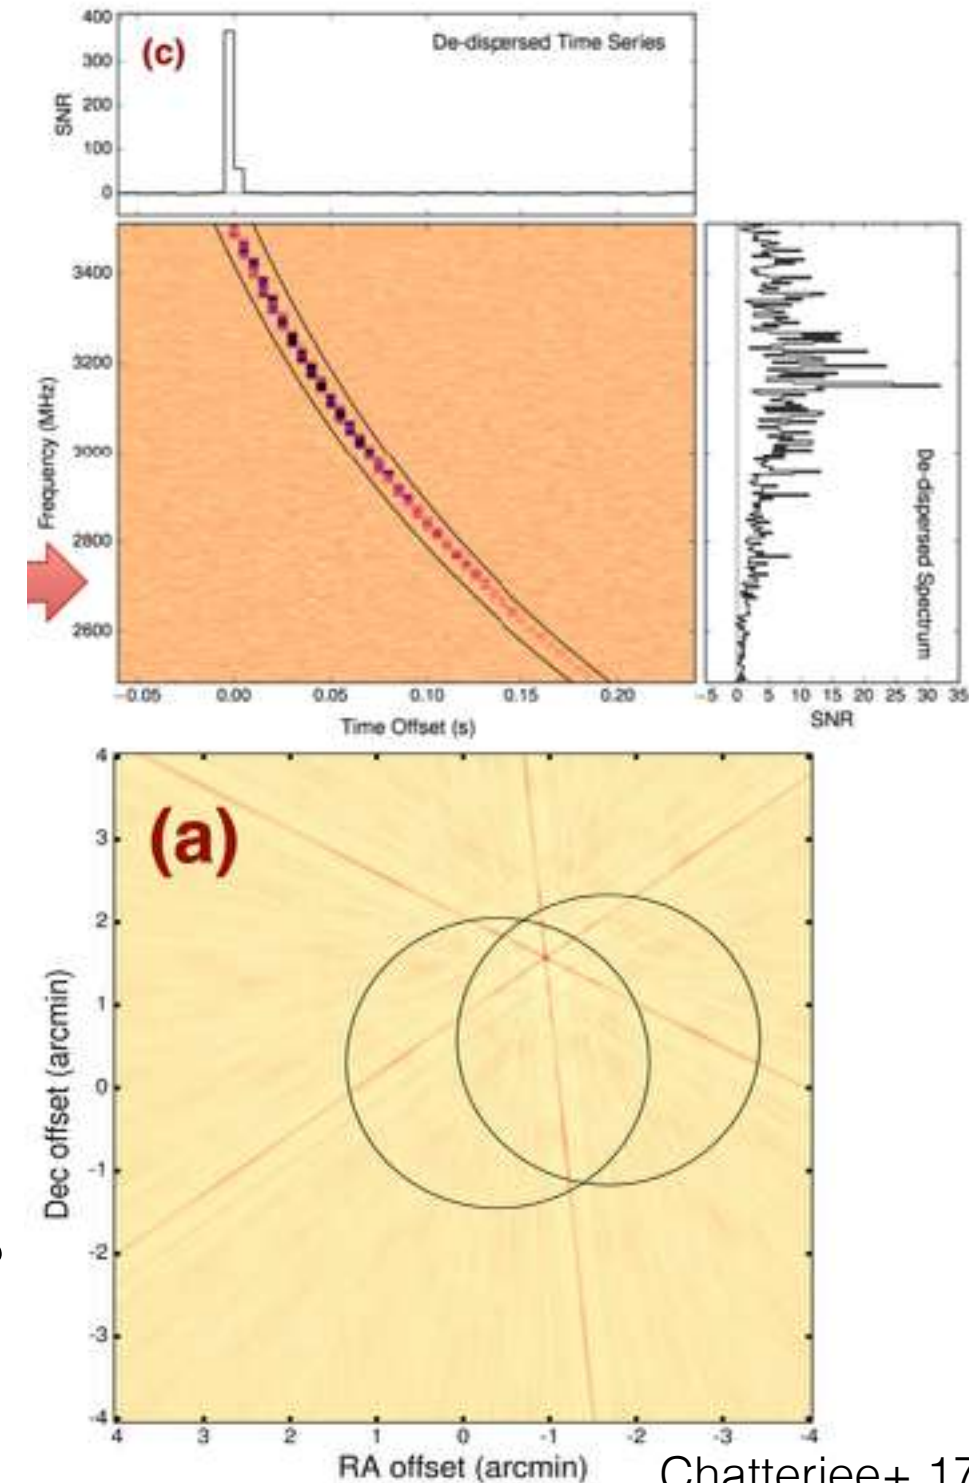 400
(c)
De-dispersed Time Series
300
SNR
200
100
0
3400
3200
Frequency (MHz)
3000
2800
2600
De-dispersed Spectrum
−0.05 0.00 0.05 0.10 0.15 0.20
−5 0 5 10 15 20 25 30 35
Time Offset (s)
SNR
4
(a)
3
2
1
Dec offset (arcmin)
0
-1
-2
-3
-4
4 3 2 1 0 -1 -2 -3 -4
RA offset (arcmin)
Chatterjee+ 17